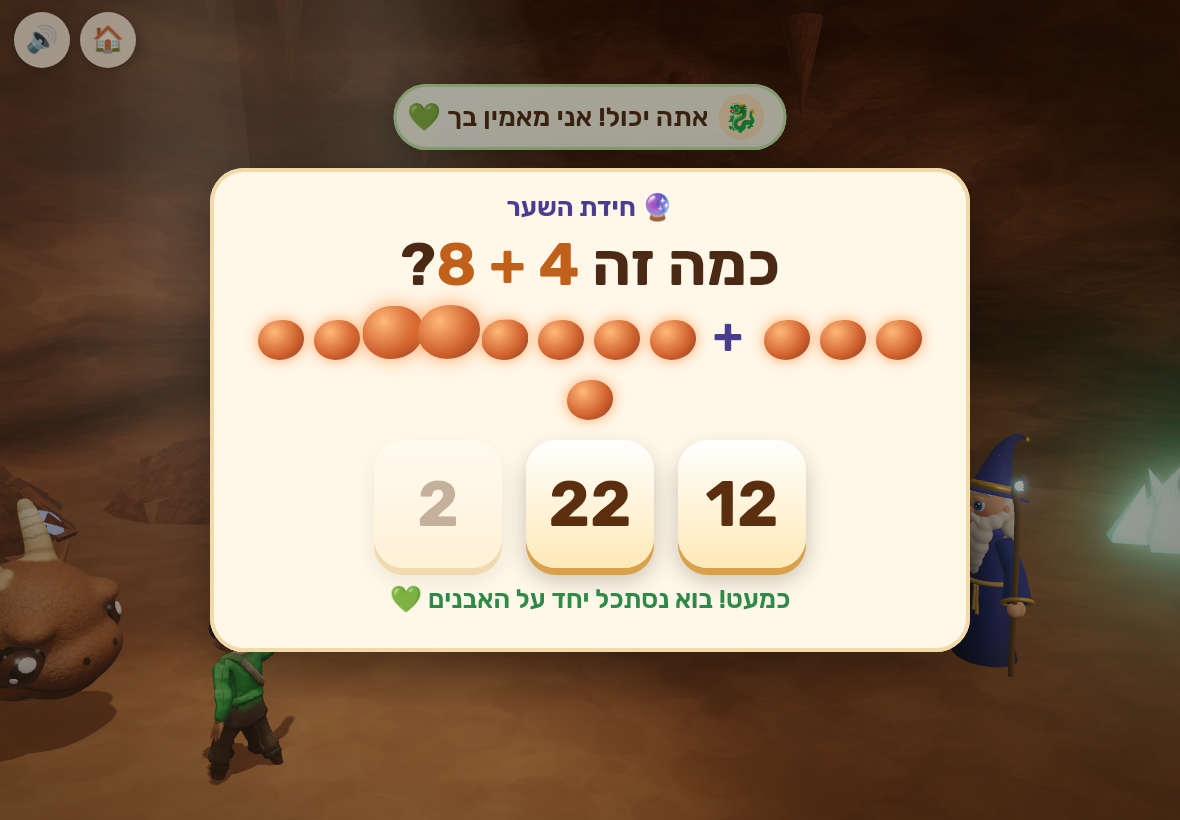 🐉 אתה יכול! אני מאמין בך 💚
🔮 חידת השער
כמה זה 4 + 8?
+
12 22 2
כמעט! בוא נסתכל יחד על האבנים 💚